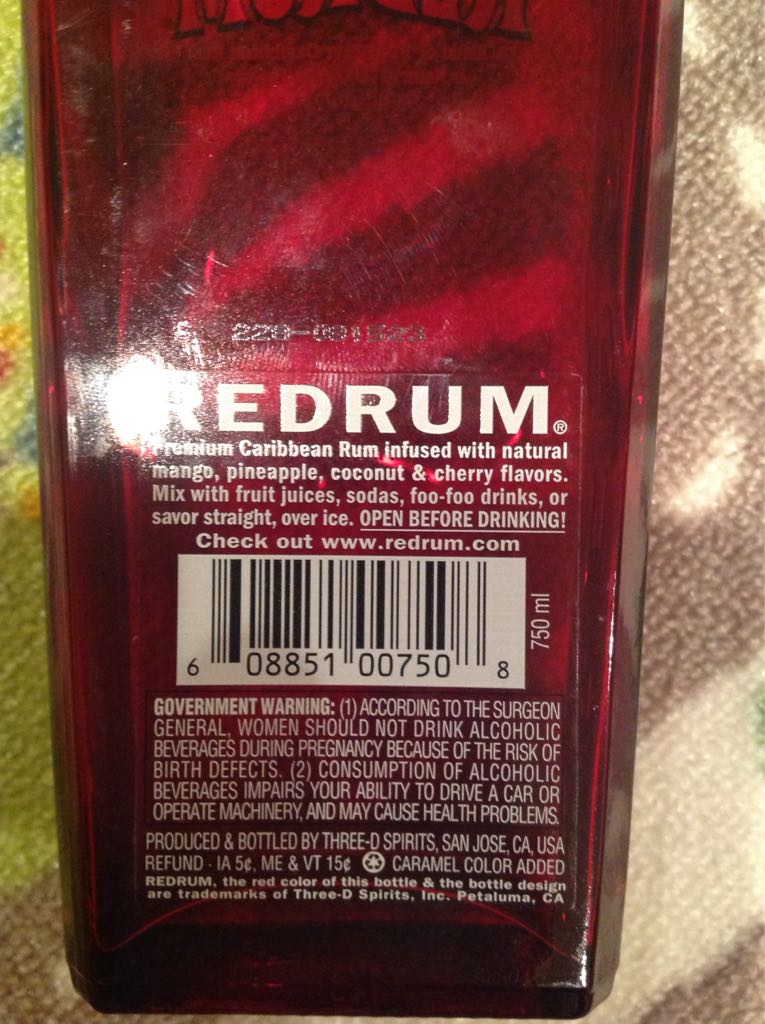 REDRUM®
Premium Caribbean Rum infused with natural
mango, pineapple, coconut & cherry flavors.
Mix with fruit juices, sodas, foo-foo drinks, or
savor straight, over ice. OPEN BEFORE DRINKING!
Check out www.redrum.com
750 ml
6 08851 00750 8
GOVERNMENT WARNING: (1) ACCORDING TO THE SURGEON
GENERAL, WOMEN SHOULD NOT DRINK ALCOHOLIC
BEVERAGES DURING PREGNANCY BECAUSE OF THE RISK OF
BIRTH DEFECTS. (2) CONSUMPTION OF ALCOHOLIC
BEVERAGES IMPAIRS YOUR ABILITY TO DRIVE A CAR OR
OPERATE MACHINERY, AND MAY CAUSE HEALTH PROBLEMS.
PRODUCED & BOTTLED BY THREE-D SPIRITS, SAN JOSE, CA, USA
REFUND · IA 5¢, ME & VT 15¢ CARAMEL COLOR ADDED
REDRUM, the red color of this bottle & the bottle design
are trademarks of Three-D Spirits, Inc. Petaluma, CA